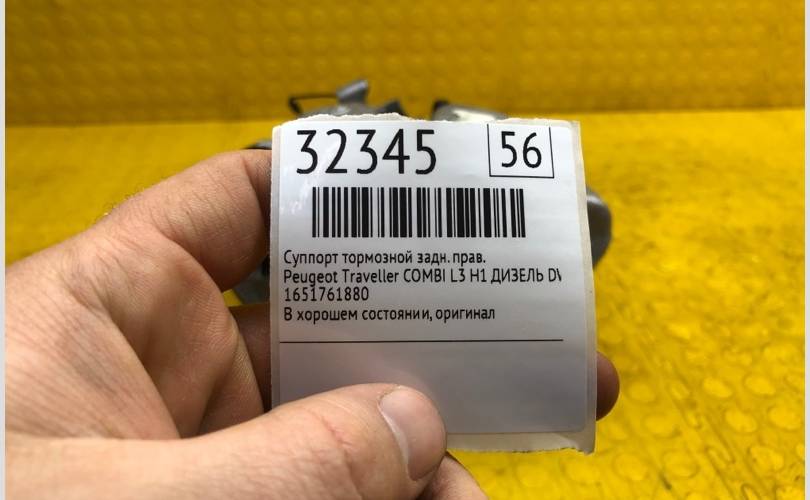 32345 56
Суппорт тормозной задн. прав.
Peugeot Traveller COMBI L3 H1 ДИЗЕЛЬ DV
1651761880
В хорошем состоянии, оригинал